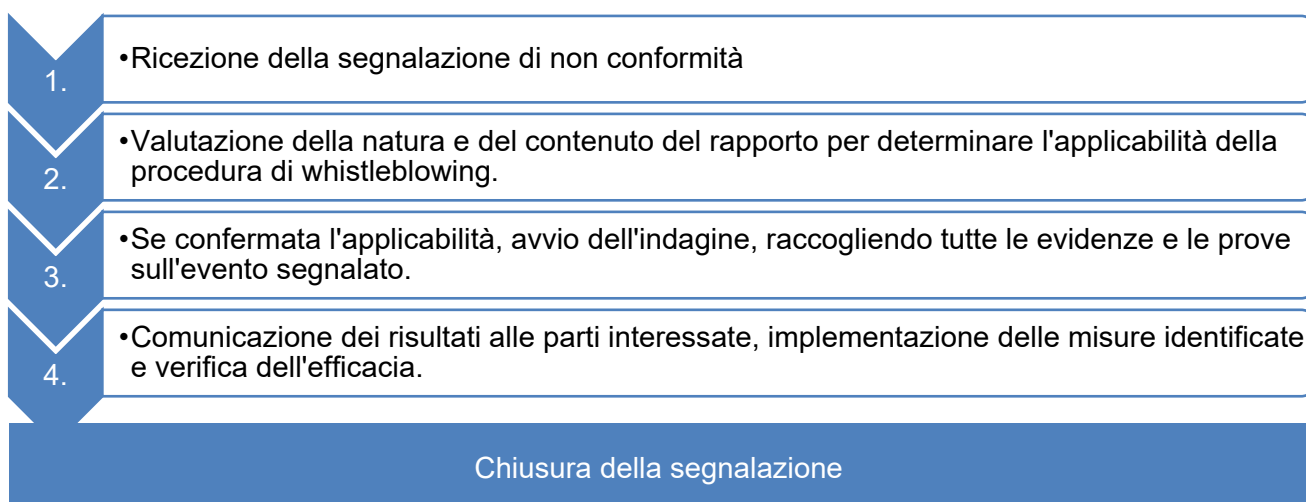 1.
•Ricezione della segnalazione di non conformità
2.
•Valutazione della natura e del contenuto del rapporto per determinare l'applicabilità della
procedura di whistleblowing.
3.
•Se confermata l'applicabilità, avvio dell'indagine, raccogliendo tutte le evidenze e le prove
sull'evento segnalato.
4.
•Comunicazione dei risultati alle parti interessate, implementazione delle misure identificate
e verifica dell'efficacia.
Chiusura della segnalazione